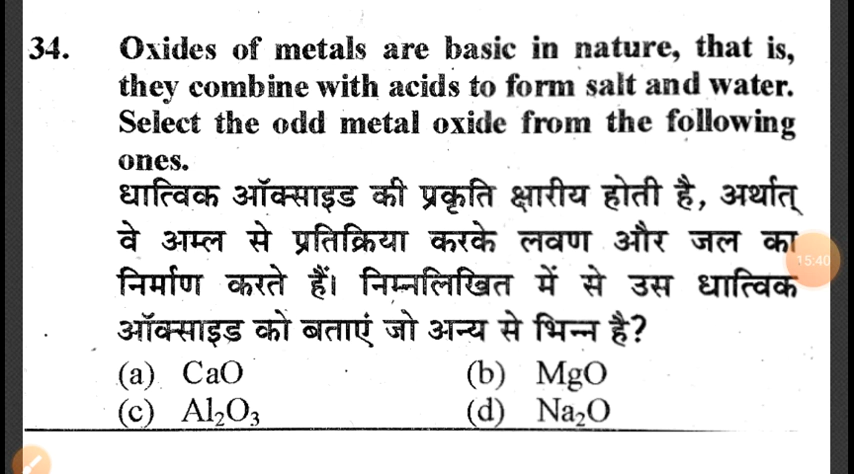 34. Oxides of metals are basic in nature, that is,
they combine with acids to form salt and water.
Select the odd metal oxide from the following
ones.
धात्विक ऑक्साइड की प्रकृति क्षारीय होती है, अर्थात्
वे अम्ल से प्रतिक्रिया करके लवण और जल का
15:40
निर्माण करते हैं। निम्नलिखित में से उस धात्विक
ऑक्साइड को बताएं जो अन्य से भिन्न है?
(a) CaO (b) MgO
(c) Al₂O₃ (d) Na₂O